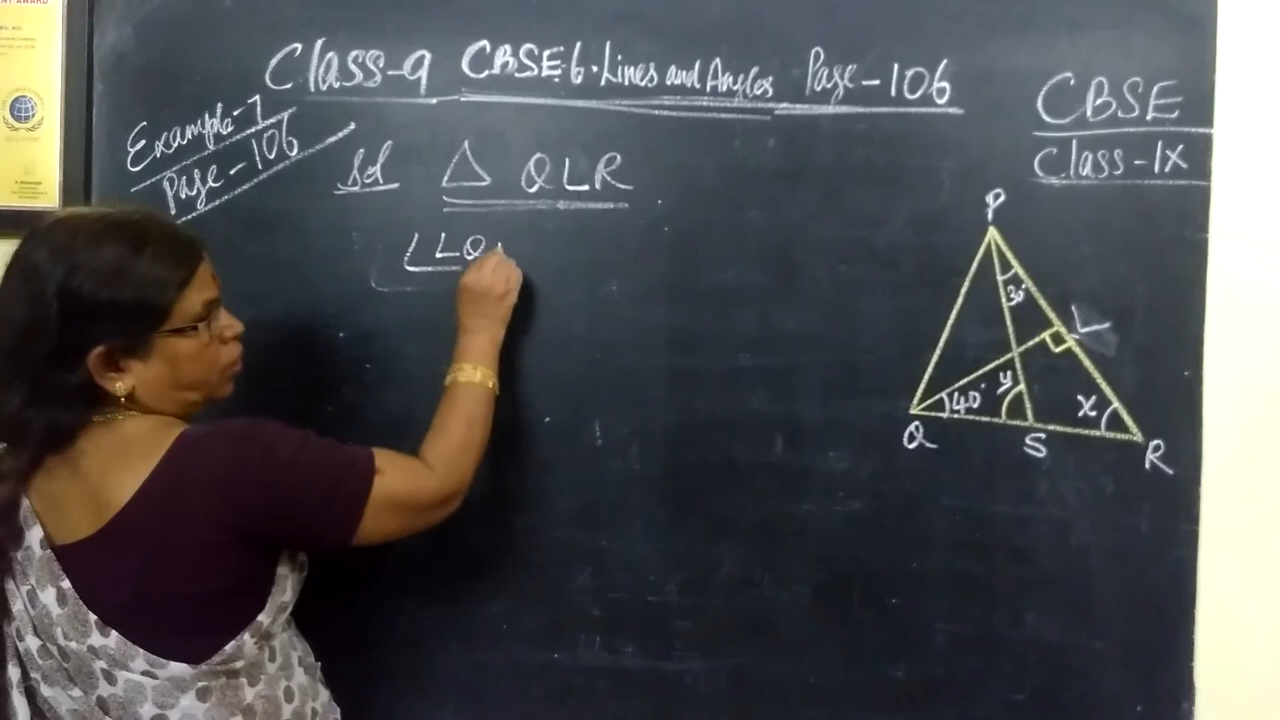 Class-9 CBSE-6. Lines and Angles Page-106
CBSE
Class-IX
Example-7
Page-106
Sol Δ QLR
∠LQ
P
30°
L
40° y x
Q S R